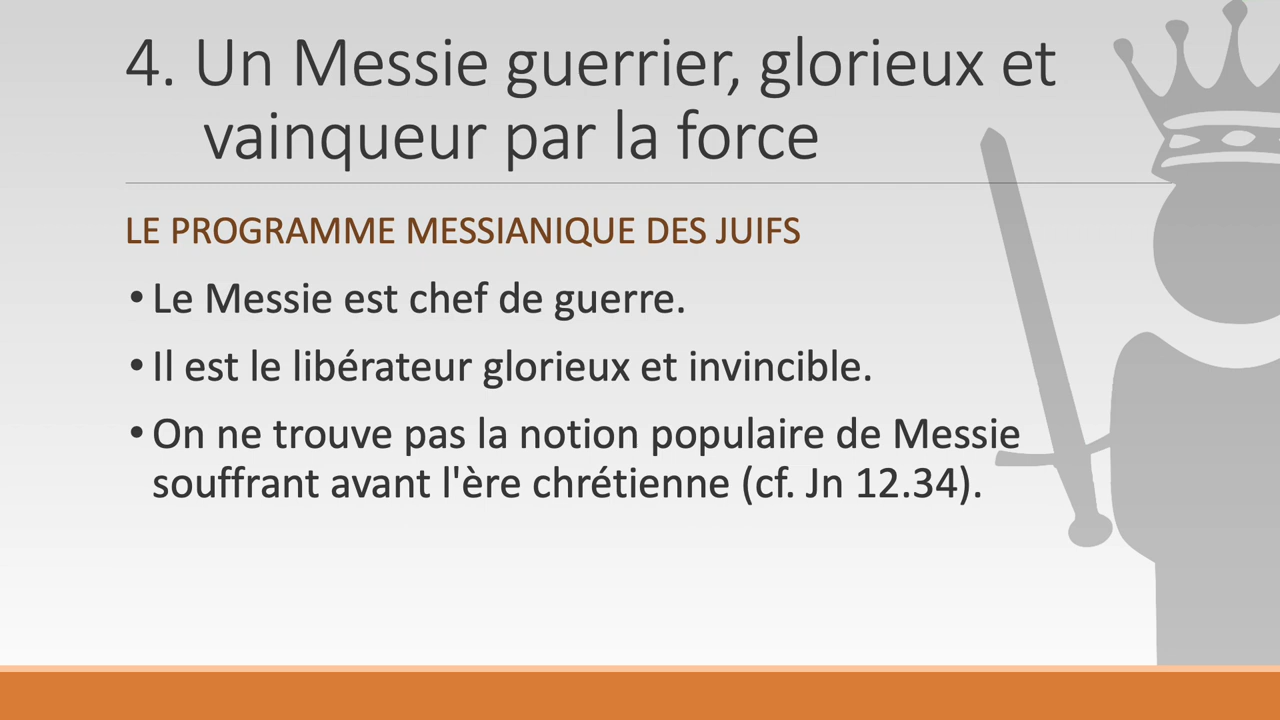 4. Un Messie guerrier, glorieux et
vainqueur par la force
LE PROGRAMME MESSIANIQUE DES JUIFS
• Le Messie est chef de guerre.
• Il est le libérateur glorieux et invincible.
• On ne trouve pas la notion populaire de Messie
souffrant avant l'ère chrétienne (cf. Jn 12.34).